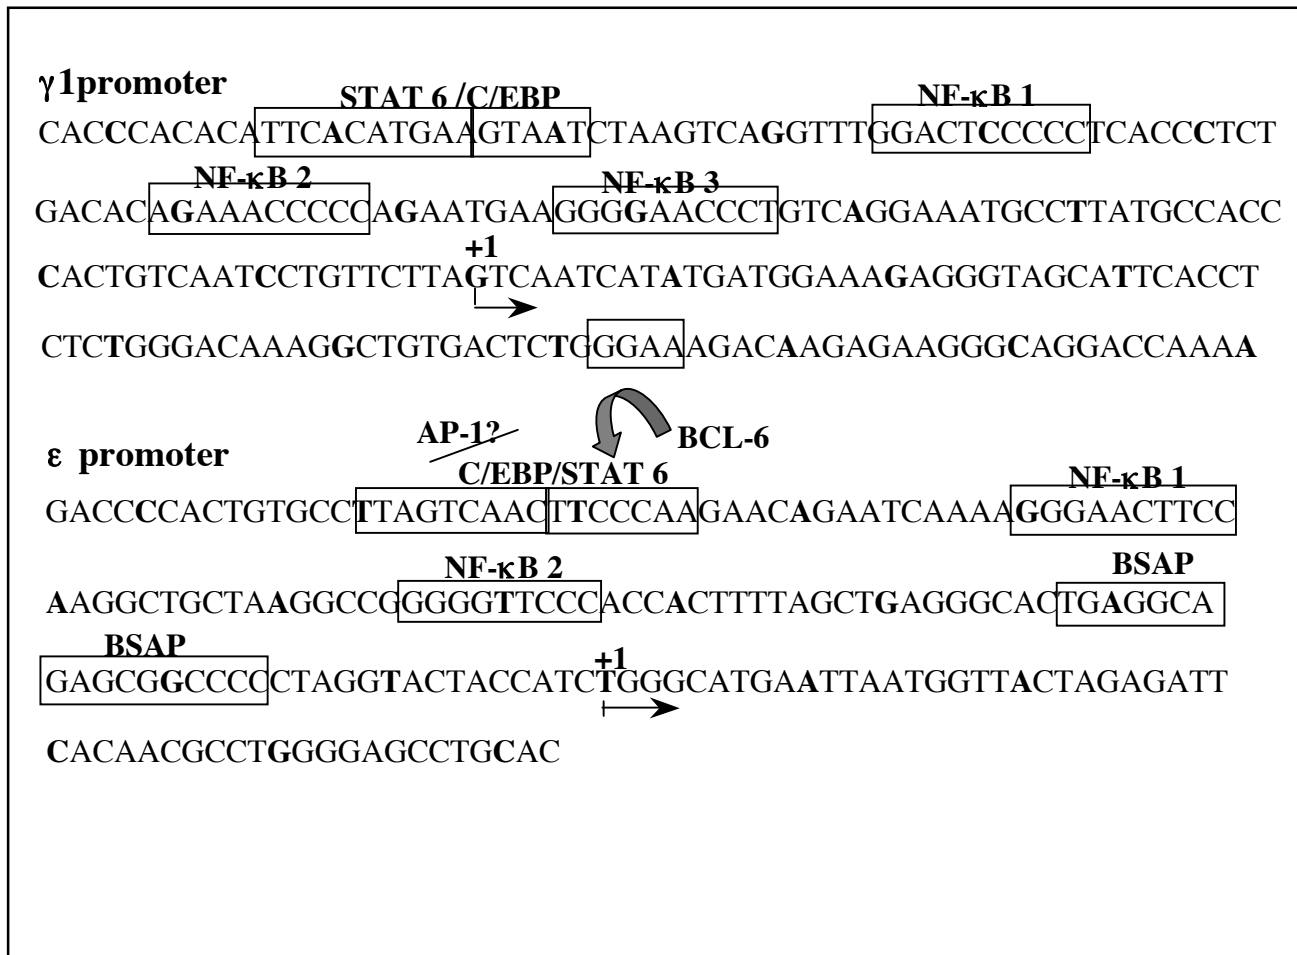 γ1promoter
STAT 6 /C/EBP
NF-κB 1
CACCCACACATTCACATGAAGTAATCTAAGTCAGGTTTGGACTCCCCCCTCACCCTCT
NF-κB 2
NF-κB 3
GACACAGAAACCCCCAGAATGAAGGGGAACCCTGTCAGGAAATGCCTTATGCCACC
+1
CACTGTCAATCCTGTTCTTAGTCAATCATATGATGGAAAGAGGGTAGCATTCACCT
CTCTGGGACAAAGGCTGTGACTCTGGGAAAGACAAGAGAAGGGCAGGACCAAAA
AP-1?
BCL-6
ε promoter
C/EBP/STAT 6
NF-κB 1
GACCCCACTGTGCCTTAGTCAACTTCCCAAGAACAGAATCAAAAGGGAACTTCC
NF-κB 2
BSAP
AAGGCTGCTAAGGCCGGGGGTTCCCACCACTTTTAGCTGAGGGCACTGAGGCA
BSAP
+1
GAGCGGCCCCCTAGGTACTACCATCTGGGCATGAATTAATGGTTACTAGAGATT
CACAACGCCTGGGGAGCCTGCAC